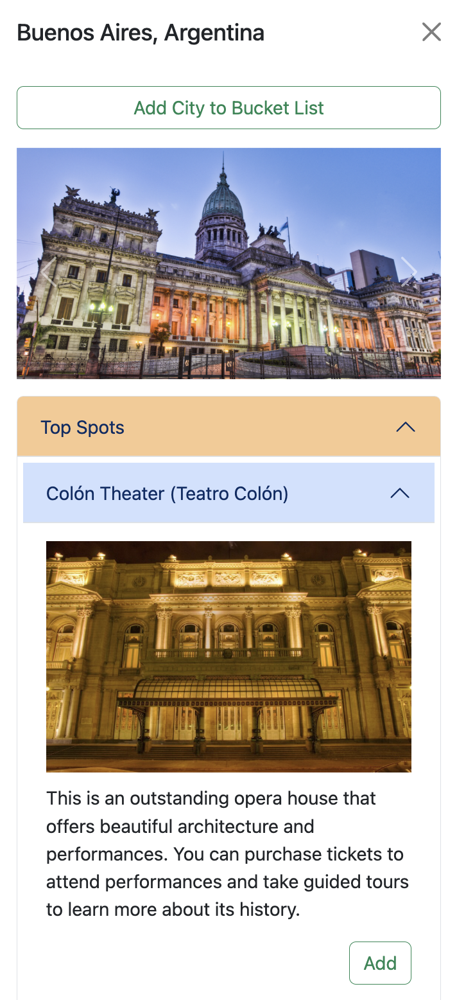 Buenos Aires, Argentina
Add City to Bucket List
Top Spots
Colón Theater (Teatro Colón)
This is an outstanding opera house that
offers beautiful architecture and
performances. You can purchase tickets to
attend performances and take guided tours
to learn more about its history.
Add